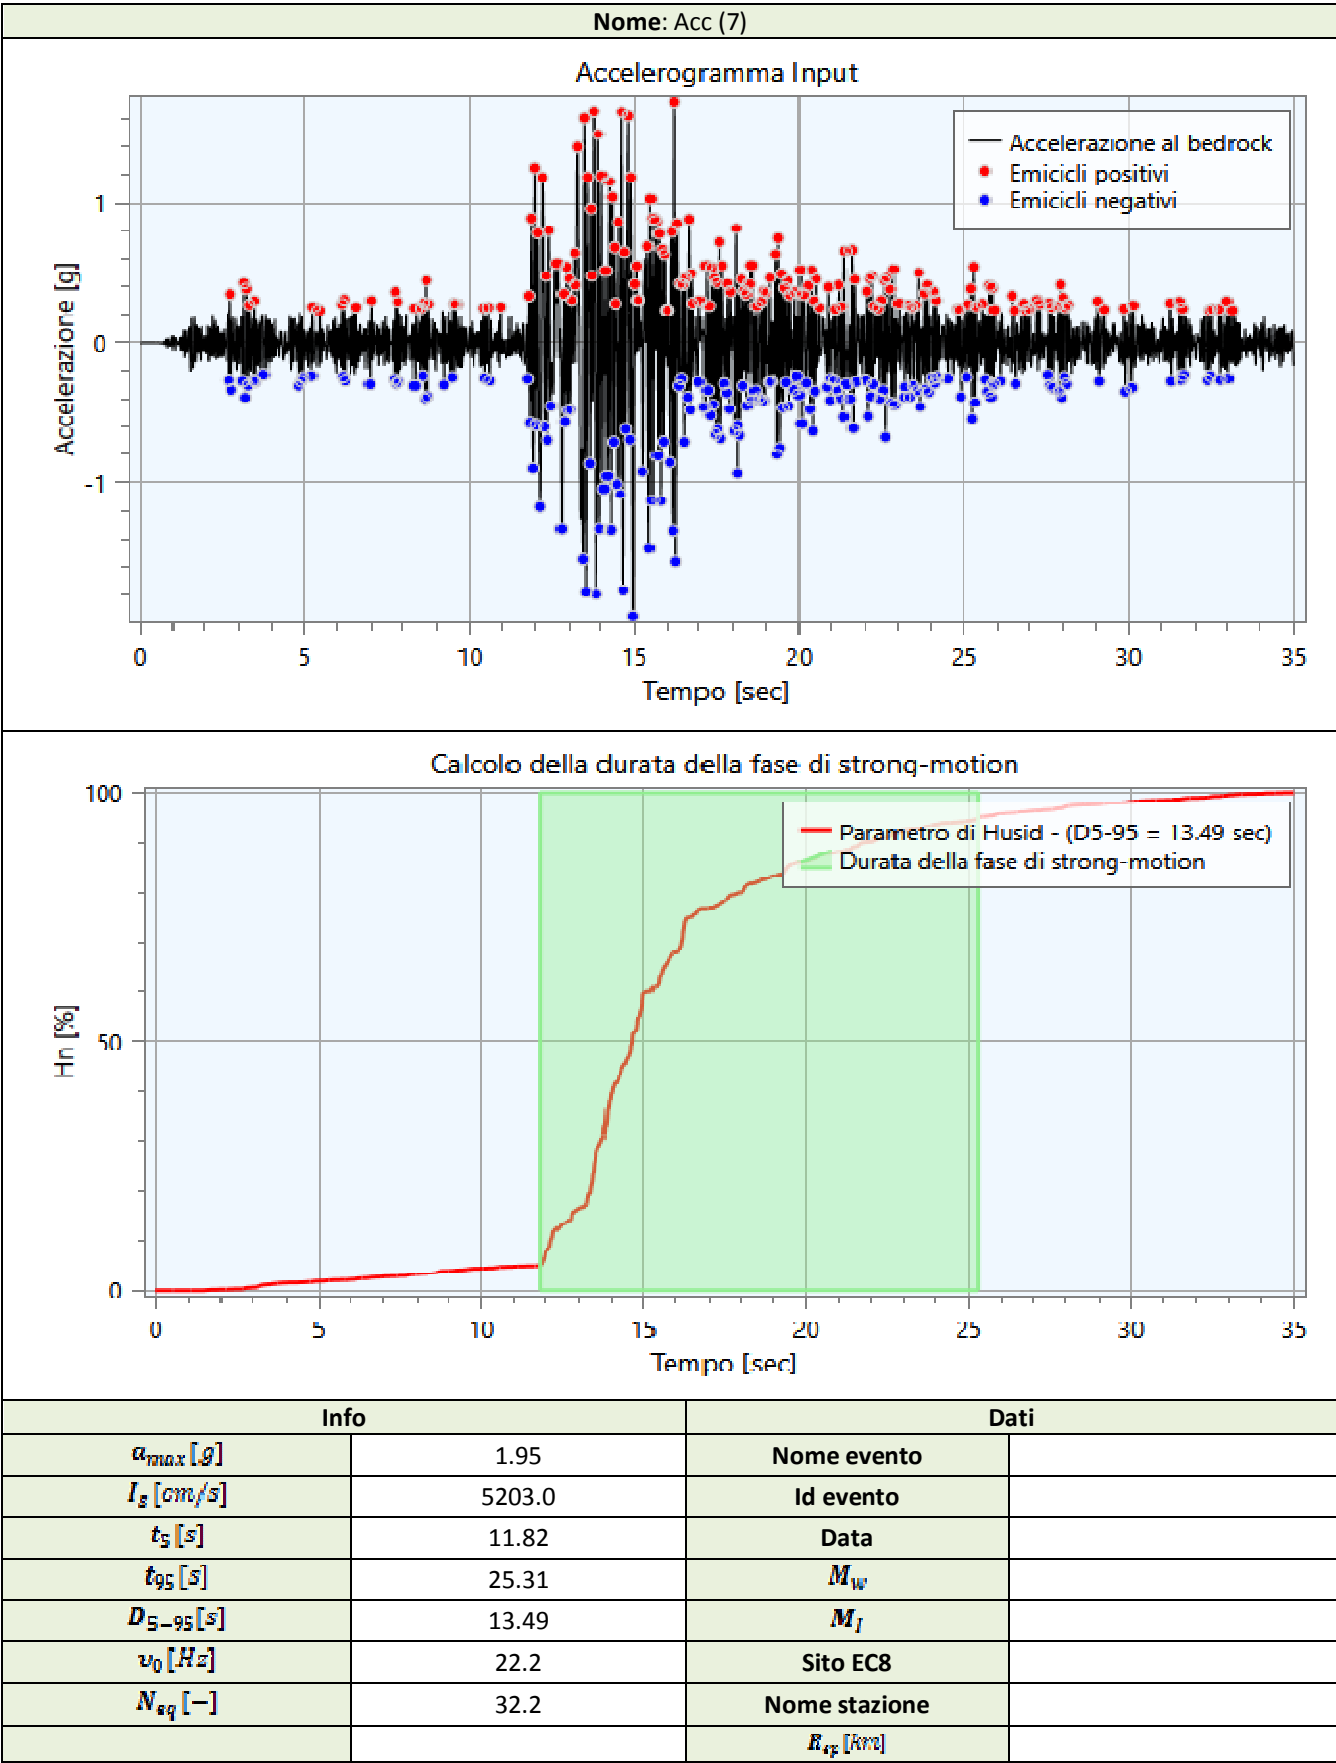 Nome: Acc (7)
Accelerogramma Input
Accelerazione al bedrock
Emicicli positivi
Emicicli negativi
Accelerazione [g]
1
0
-1
0 5 10 15 20 25 30 35
Tempo [sec]
Calcolo della durata della fase di strong-motion
Parametro di Husid - (D5-95 = 13.49 sec)
Durata della fase di strong-motion
Hn [%]
100
50
0
0 5 10 15 20 25 30 35
Tempo [sec]
Info Dati
a_max [g] 1.95 Nome evento
I_s [cm/s] 5203.0 Id evento
t_5 [s] 11.82 Data
t_95 [s] 25.31 M_w
D_5-95 [s] 13.49 M_I
υ_0 [Hz] 22.2 Sito EC8
N_eq [-] 32.2 Nome stazione
[km]